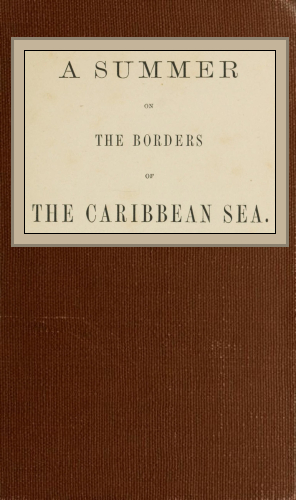 A SUMMER
ON
THE BORDERS
OF
THE CARIBBEAN SEA.